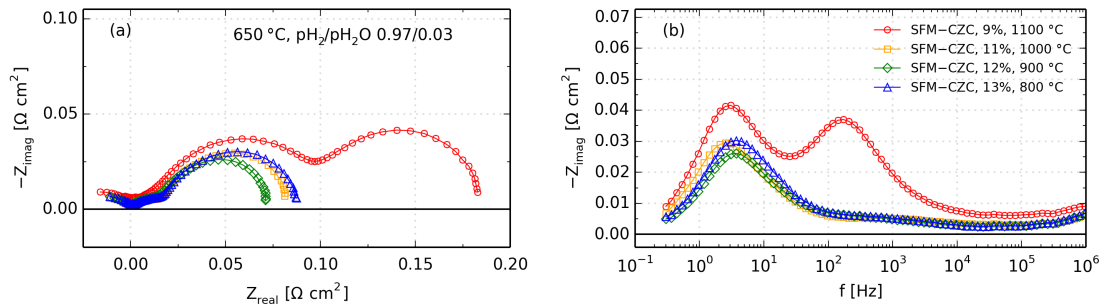 (a)
650 °C, pH₂/pH₂O 0.97/0.03
0.10
0.05
0.00
−Z_imag [Ω cm²]
0.00
0.05
0.10
0.15
0.20
Z_real [Ω cm²]
(b)
SFM−CZC, 9%, 1100 °C
SFM−CZC, 11%, 1000 °C
SFM−CZC, 12%, 900 °C
SFM−CZC, 13%, 800 °C
0.07
0.06
0.05
0.04
0.03
0.02
0.01
0.00
−Z_imag [Ω cm²]
10⁻¹
10⁰
10¹
10²
10³
10⁴
10⁵
10⁶
f [Hz]